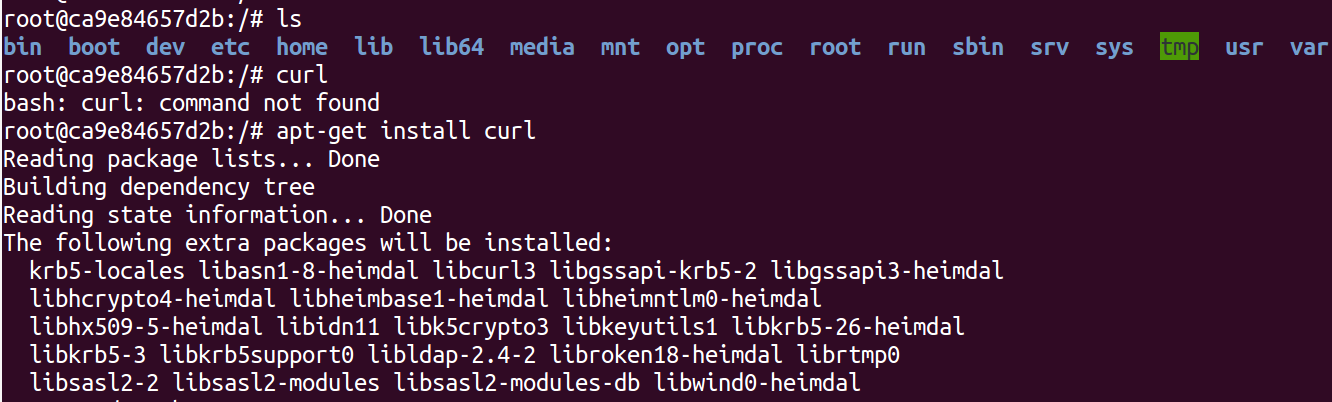 root@ca9e84657d2b:/# ls
bin boot dev etc home lib lib64 media mnt opt proc root run sbin srv sys tmp usr var
root@ca9e84657d2b:/# curl
bash: curl: command not found
root@ca9e84657d2b:/# apt-get install curl
Reading package lists... Done
Building dependency tree
Reading state information... Done
The following extra packages will be installed:
krb5-locales libasn1-8-heimdal libcurl3 libgssapi-krb5-2 libgssapi3-heimdal
libhcrypto4-heimdal libheimbase1-heimdal libheimntlm0-heimdal
libhx509-5-heimdal libidn11 libk5crypto3 libkeyutils1 libkrb5-26-heimdal
libkrb5-3 libkrb5support0 libldap-2.4-2 libroken18-heimdal librtmp0
libsasl2-2 libsasl2-modules libsasl2-modules-db libwind0-heimdal